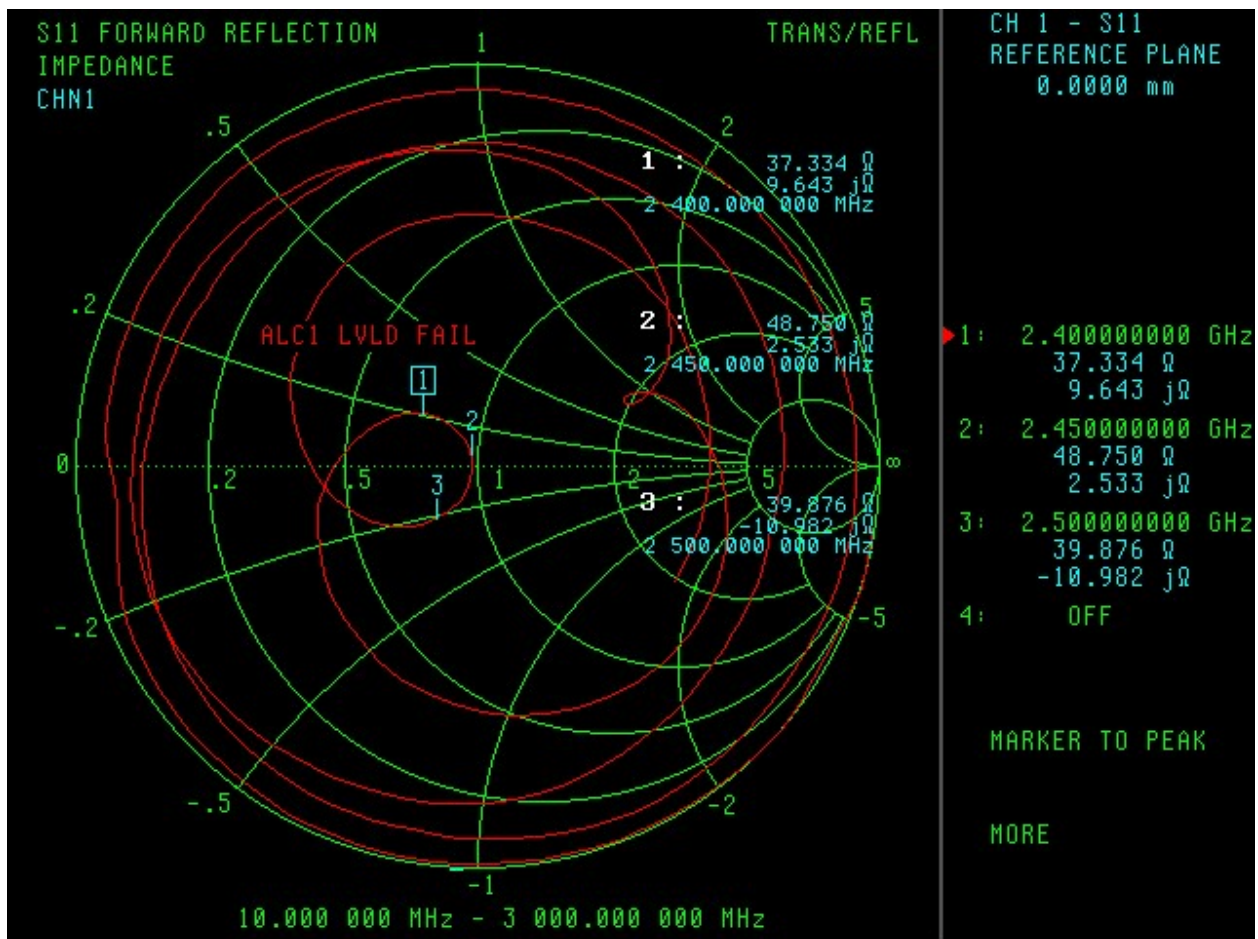 S11 FORWARD REFLECTION
IMPEDANCE
CHN1
TRANS/REFL
1
.5
2
.2
5
0
.2
.5
1
2
5
∞
-.2
-5
-.5
-2
-1
ALC1 LVLD FAIL
1
2
3
1 :
37.334 Ω
9.643 jΩ
2 400.000 000 MHz
2 :
48.750 Ω
2.533 jΩ
2 450.000 000 MHz
3 :
39.876 Ω
-10.982 jΩ
2 500.000 000 MHz
10.000 000 MHz - 3 000.000 000 MHz
CH 1 - S11
REFERENCE PLANE
0.0000 mm
1: 2.400000000 GHz
37.334 Ω
9.643 jΩ
2: 2.450000000 GHz
48.750 Ω
2.533 jΩ
3: 2.500000000 GHz
39.876 Ω
-10.982 jΩ
4: OFF
MARKER TO PEAK
MORE